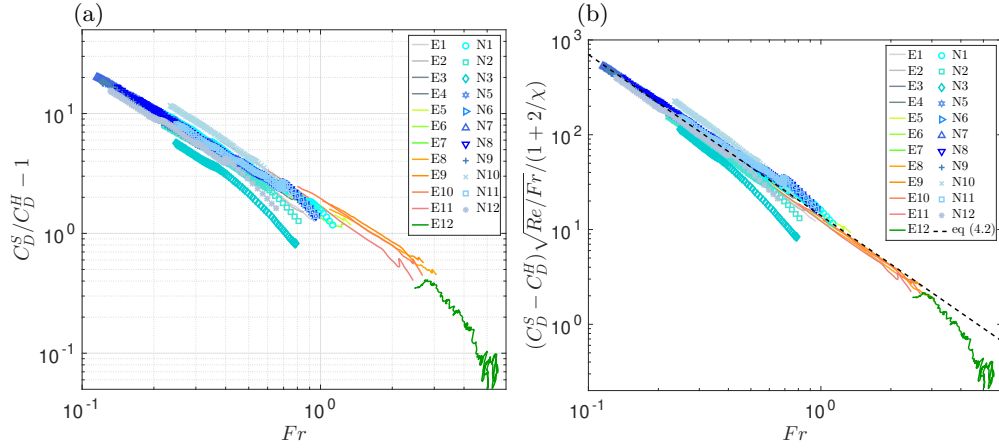 (a)
C_D^S/C_D^H − 1
10^1
10^0
10^-1
10^-1
10^0
Fr
E1 N1
E2 N2
E3 N3
E4 N5
E5 N6
E6 N7
E7 N8
E8 N9
E9 N10
E10 N11
E11 N12
E12
(b)
(C_D^S − C_D^H)√Re/Fr/(1 + 2/χ)
10^3
10^2
10^1
10^0
10^-1
10^0
Fr
E1 N1
E2 N2
E3 N3
E4 N5
E5 N6
E6 N7
E7 N8
E8 N9
E9 N10
E10 N11
E11 N12
E12 eq (4.2)